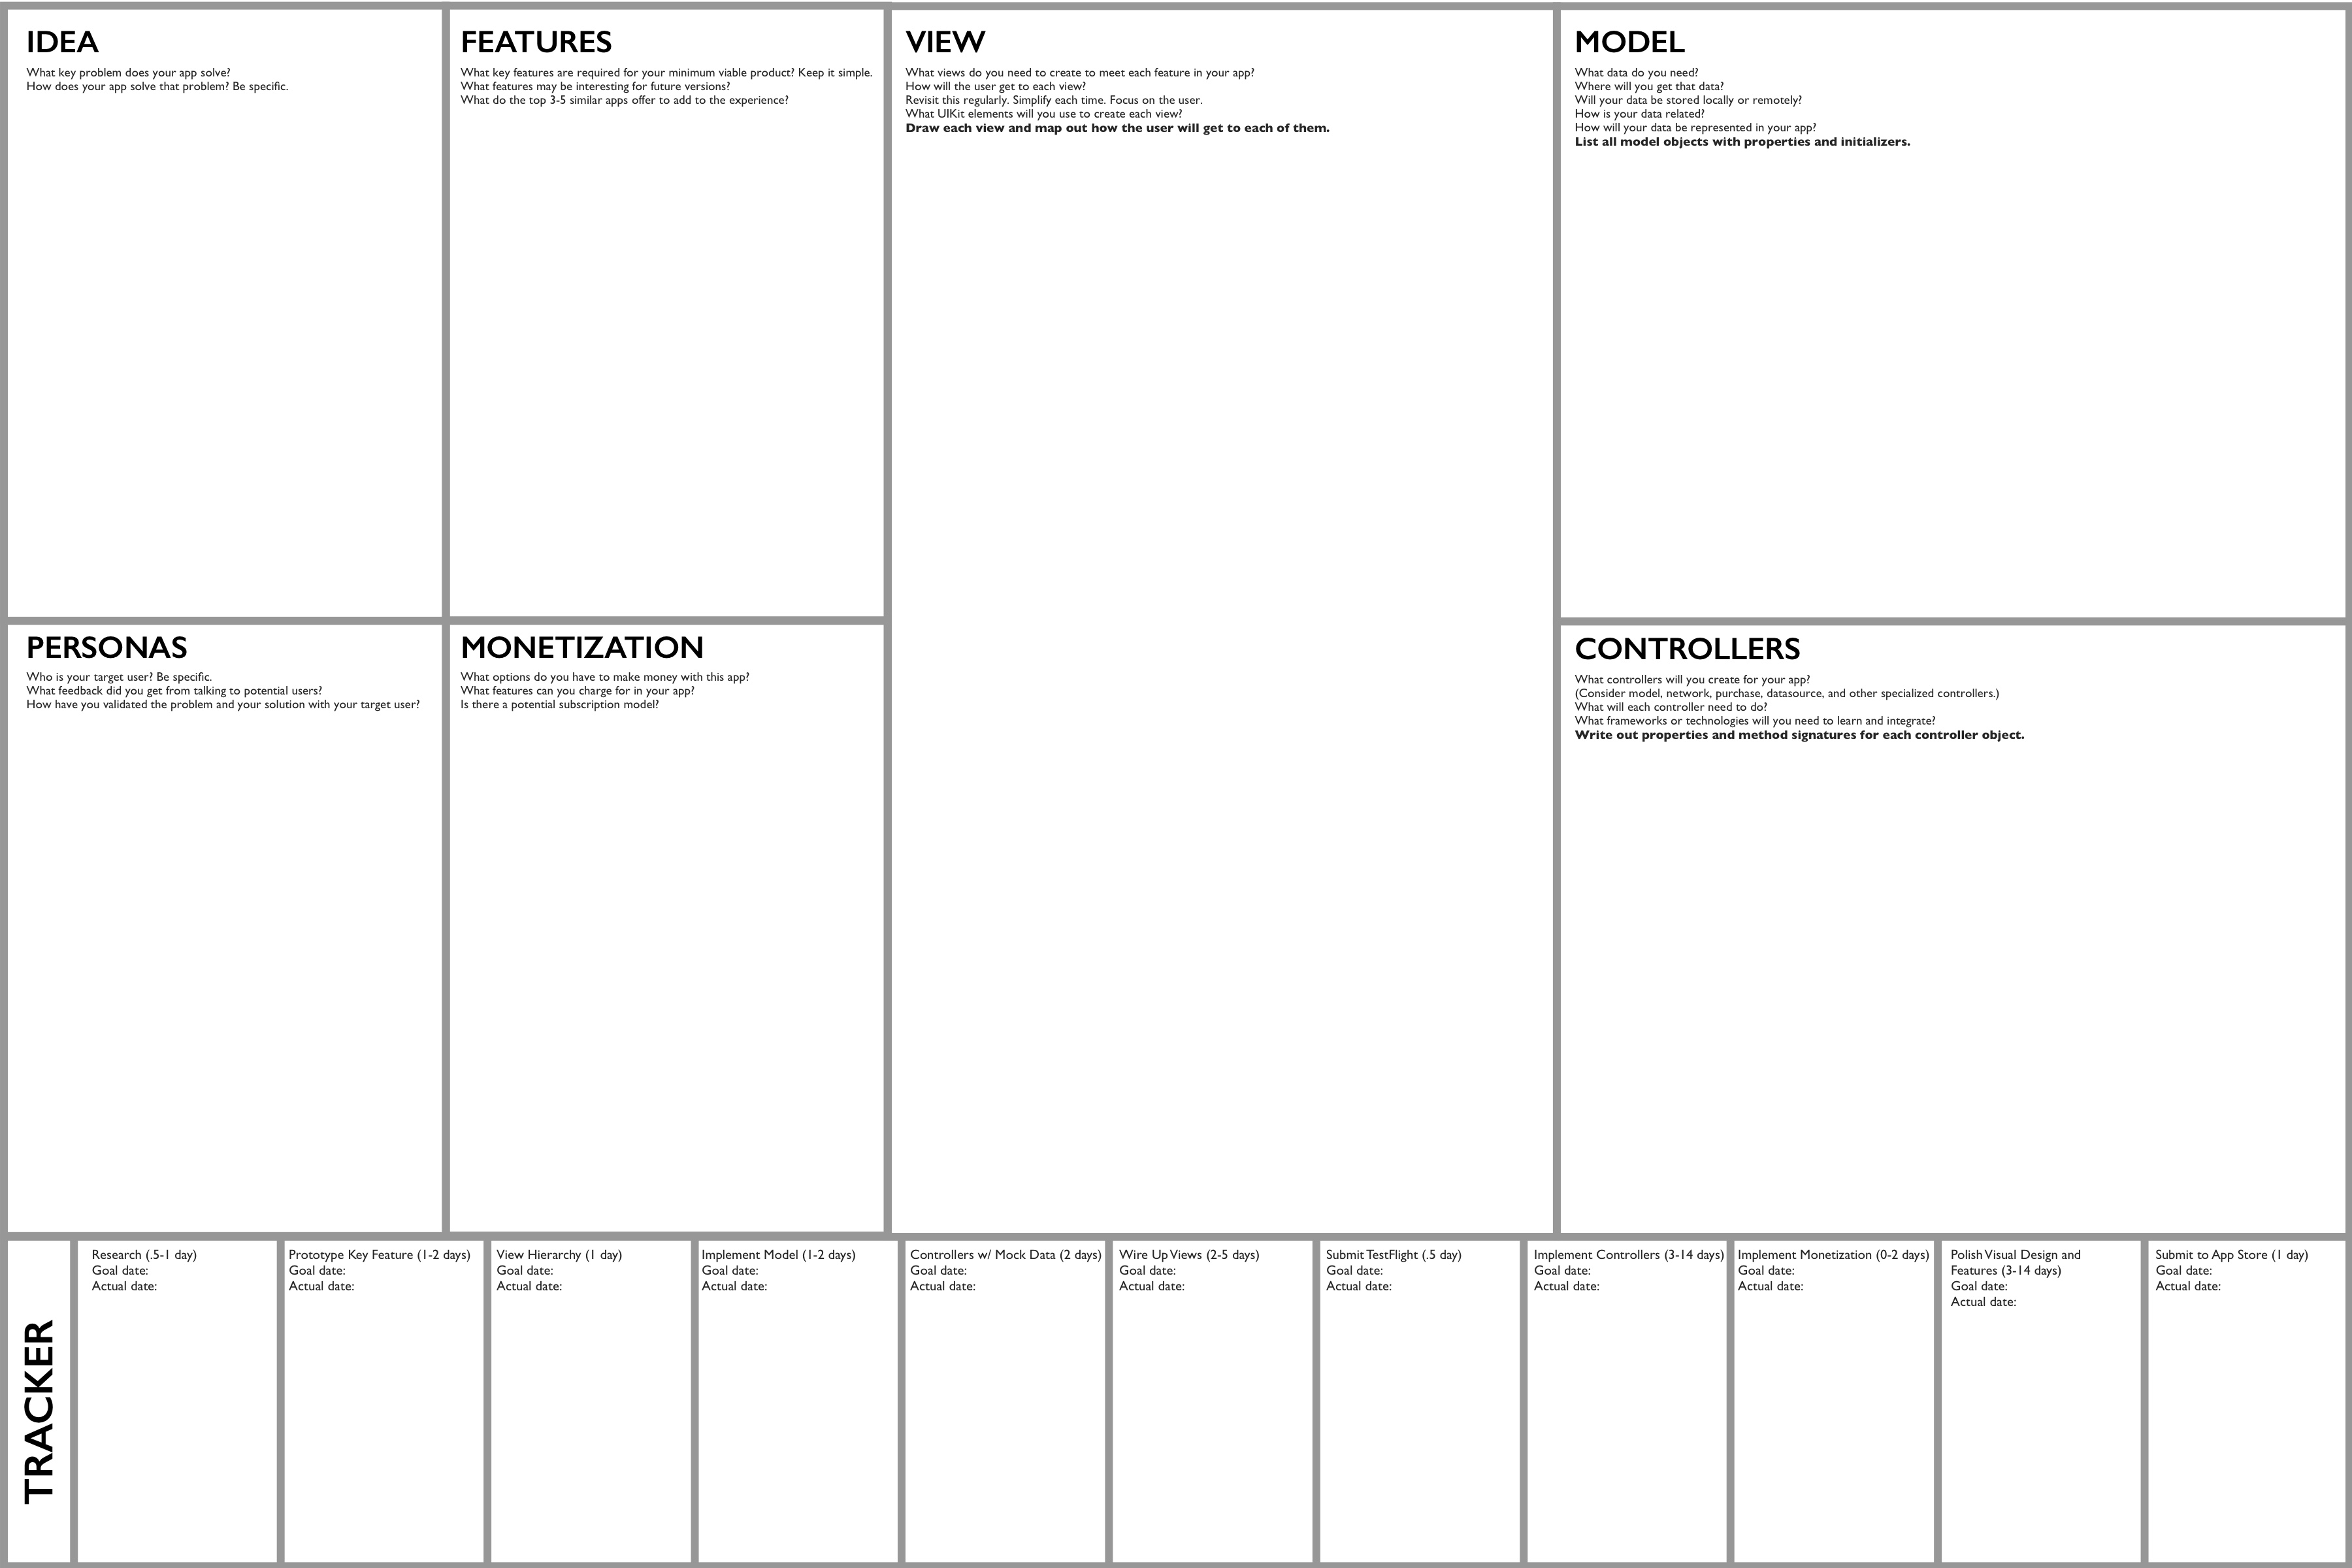 IDEA
What key problem does your app solve?
How does your app solve that problem? Be specific.
FEATURES
What key features are required for your minimum viable product? Keep it simple.
What features may be interesting for future versions?
What do the top 3-5 similar apps offer to add to the experience?
VIEW
What views do you need to create to meet each feature in your app?
How will the user get to each view?
Revisit this regularly. Simplify each time. Focus on the user.
What UIKit elements will you use to create each view?
Draw each view and map out how the user will get to each of them.
MODEL
What data do you need?
Where will you get that data?
Will your data be stored locally or remotely?
How is your data related?
How will your data be represented in your app?
List all model objects with properties and initializers.
PERSONAS
Who is your target user? Be specific.
What feedback did you get from talking to potential users?
How have you validated the problem and your solution with your target user?
MONETIZATION
What options do you have to make money with this app?
What features can you charge for in your app?
Is there a potential subscription model?
CONTROLLERS
What controllers will you create for your app?
(Consider model, network, purchase, datasource, and other specialized controllers.)
What will each controller need to do?
What frameworks or technologies will you need to learn and integrate?
Write out properties and method signatures for each controller object.
TRACKER
Research (.5-1 day)
Goal date:
Actual date:
Prototype Key Feature (1-2 days)
Goal date:
Actual date:
View Hierarchy (1 day)
Goal date:
Actual date:
Implement Model (1-2 days)
Goal date:
Actual date:
Controllers w/ Mock Data (2 days)
Goal date:
Actual date:
Wire Up Views (2-5 days)
Goal date:
Actual date:
Submit TestFlight (.5 day)
Goal date:
Actual date:
Implement Controllers (3-14 days)
Goal date:
Actual date:
Implement Monetization (0-2 days)
Goal date:
Actual date:
Polish Visual Design and
Features (3-14 days)
Goal date:
Actual date:
Submit to App Store (1 day)
Goal date:
Actual date: